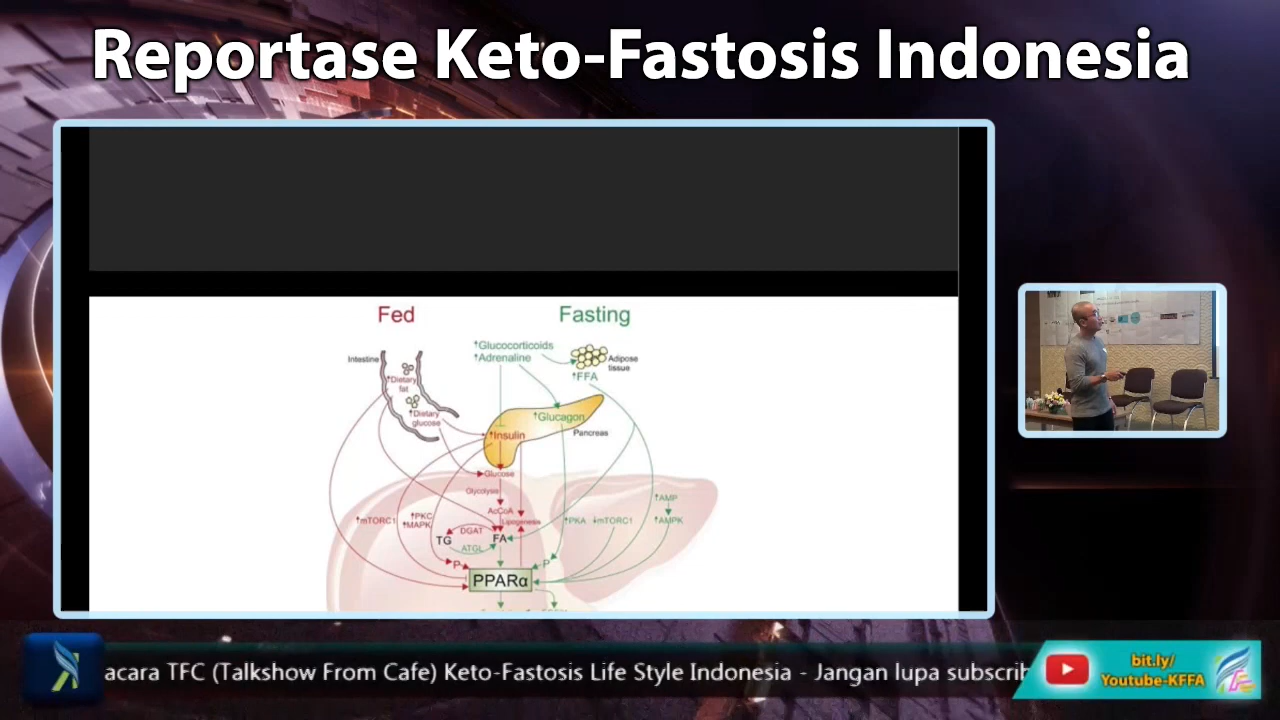 Reportase Keto-Fastosis Indonesia
Fed
Fasting
↑Glucocorticoids
↑Adrenaline
Intestine
↑Dietary
fat
↑Dietary
glucose
Adipose
tissue
↑FFA
↑Glucagon
↑Insulin
Pancreas
Glucose
Glycolysis
AcCoA
Lipogenesis
↑mTORC1
↑PKC
↑MAPK
DGAT
TG
FA
ATGL
↑PKA
↓mTORC1
↑AMP
↑AMPK
P
P
PPARα
acara TFC (Talkshow From Cafe) Keto-Fastosis Life Style Indonesia - Jangan lupa subscrib
bit.ly/
Youtube-KFFA